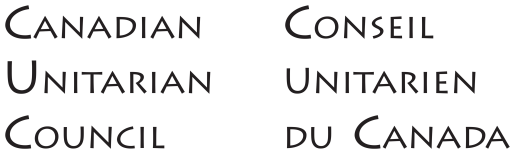 Canadian
Unitarian
Council
Conseil
unitarien
du Canada